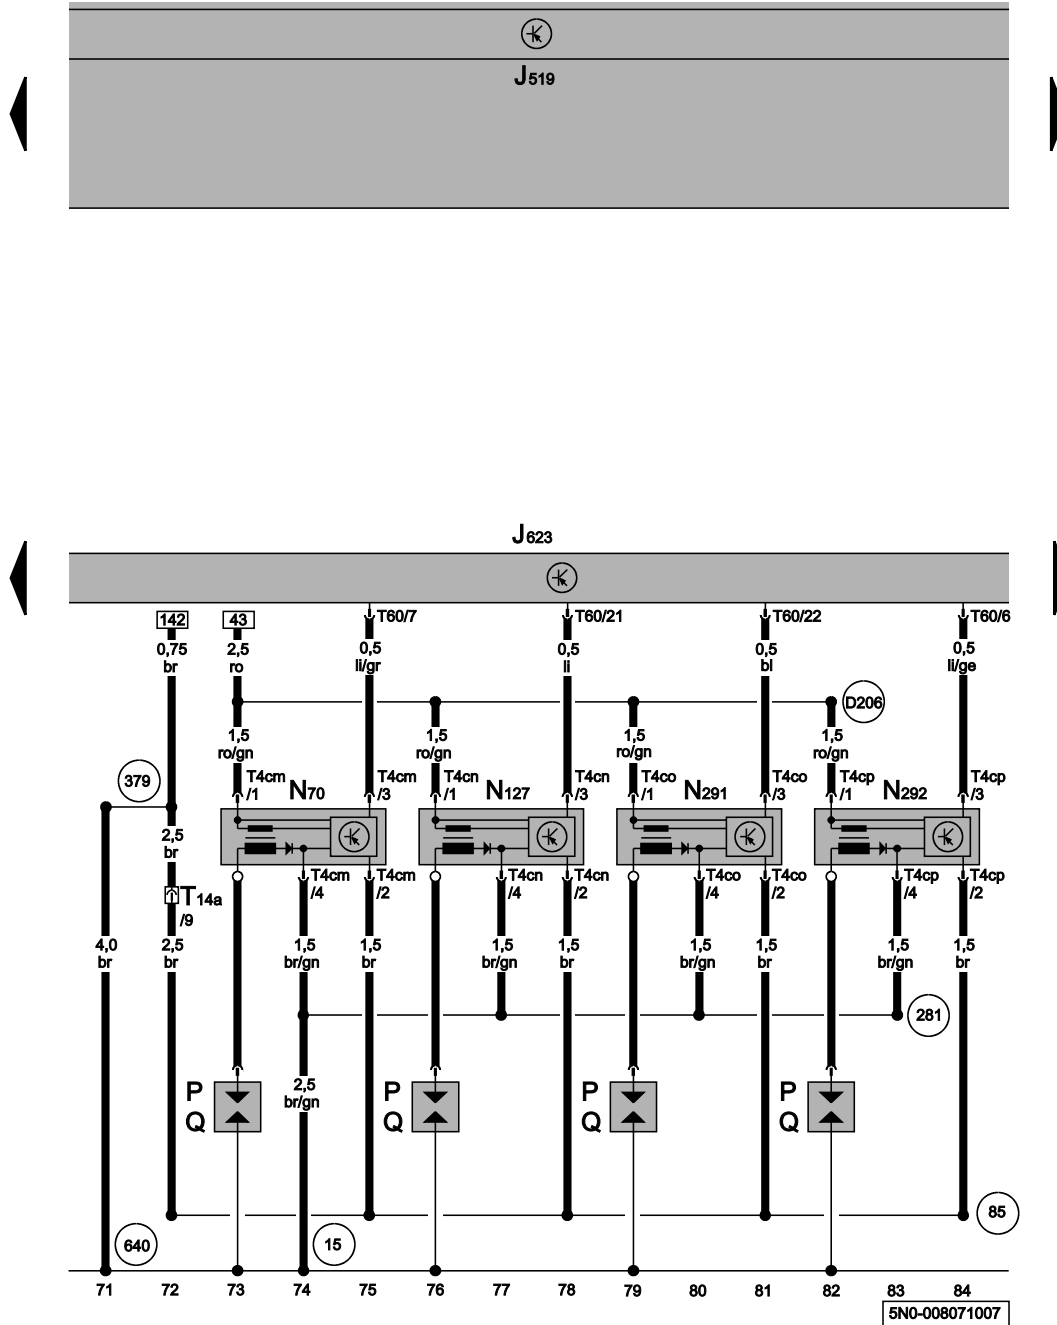 J519
J623
142 43 T60/7 T60/21 T60/22 T60/6
0,75 2,5 0,5 0,5 0,5 0,5
br ro li/gr li bl li/ge
D206
1,5 1,5 1,5 1,5
ro/gn ro/gn ro/gn ro/gn
379
T4cm N70 T4cm T4cn N127 T4cn T4co N291 T4co T4cp N292 T4cp
/1 /3 /1 /3 /1 /3 /1 /3
2,5
br
T14a T4cm T4cm T4cn T4cn T4co T4co T4cp T4cp
/9 /4 /2 /4 /2 /4 /2 /4 /2
4,0 2,5 1,5 1,5 1,5 1,5 1,5 1,5 1,5 1,5
br br br/gn br br/gn br br/gn br br/gn br
281
P 2,5 P P P
Q br/gn Q Q Q
85
640 15
71 72 73 74 75 76 77 78 79 80 81 82 83 84
5N0-008071007